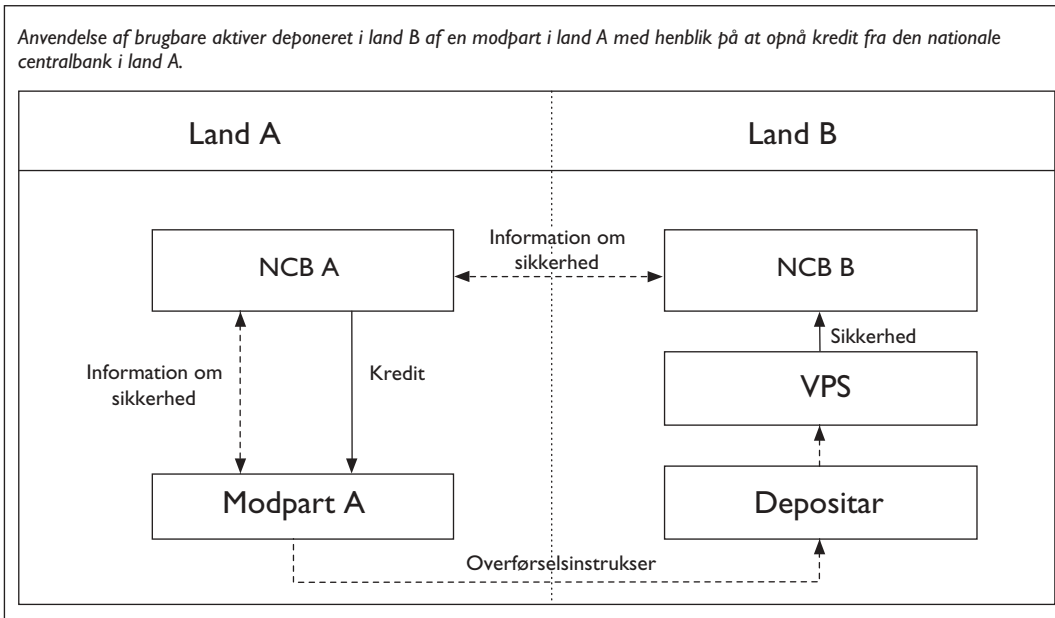 Anvendelse af brugbare aktiver deponeret i land B af en modpart i land A med henblik på at opnå kredit fra den nationale
centralbank i land A.
Land A
Land B
Information om
sikkerhed
NCB A
NCB B
Sikkerhed
Information om
sikkerhed
Kredit
VPS
Modpart A
Depositar
Overførselsinstrukser